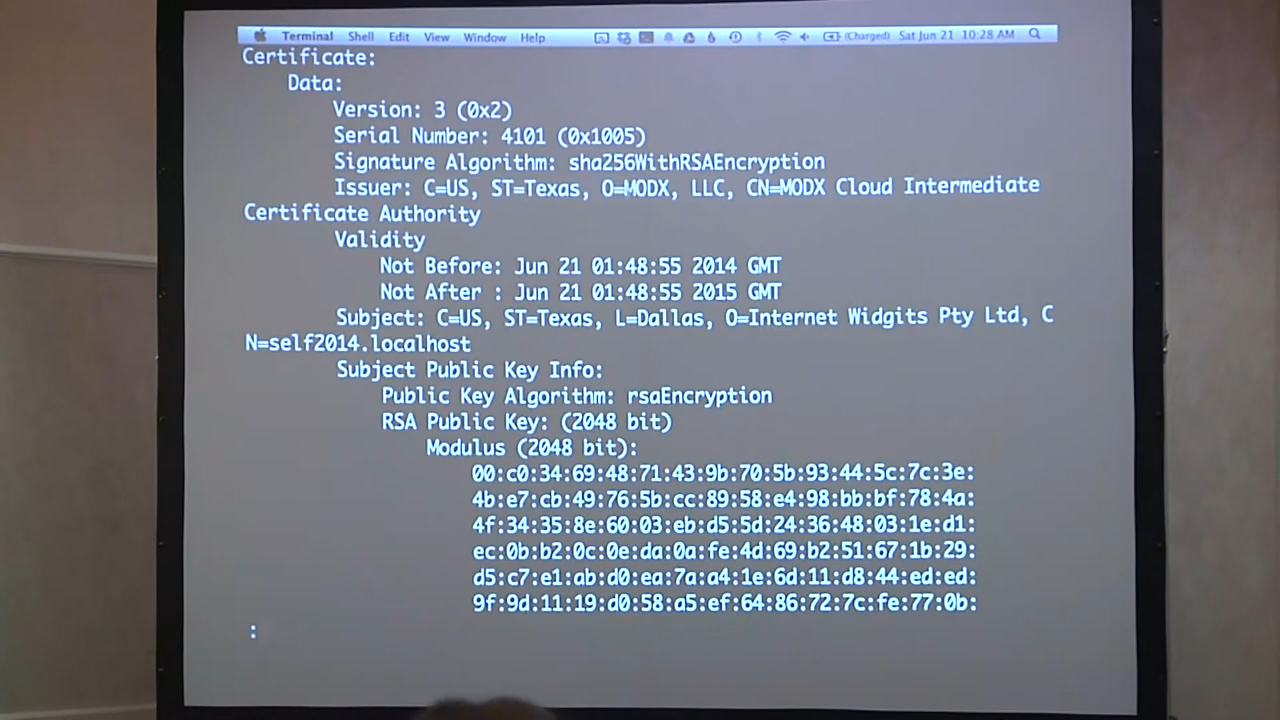 Terminal Shell Edit View Window Help (Charged) Sat Jun 21 10:28 AM
Certificate:
Data:
Version: 3 (0x2)
Serial Number: 4101 (0x1005)
Signature Algorithm: sha256WithRSAEncryption
Issuer: C=US, ST=Texas, O=MODX, LLC, CN=MODX Cloud Intermediate
Certificate Authority
Validity
Not Before: Jun 21 01:48:55 2014 GMT
Not After : Jun 21 01:48:55 2015 GMT
Subject: C=US, ST=Texas, L=Dallas, O=Internet Widgits Pty Ltd, C
N=self2014.localhost
Subject Public Key Info:
Public Key Algorithm: rsaEncryption
RSA Public Key: (2048 bit)
Modulus (2048 bit):
00:c0:34:69:48:71:43:9b:70:5b:93:44:5c:7c:3e:
4b:e7:cb:49:76:5b:cc:89:58:e4:98:bb:bf:78:4a:
4f:34:35:8e:60:03:eb:d5:5d:24:36:48:03:1e:d1:
ec:0b:b2:0c:0e:da:0a:fe:4d:69:b2:51:67:1b:29:
d5:c7:e1:ab:d0:ea:7a:a4:1e:6d:11:d8:44:ed:ed:
9f:9d:11:19:d0:58:a5:ef:64:86:72:7c:fe:77:0b:
: